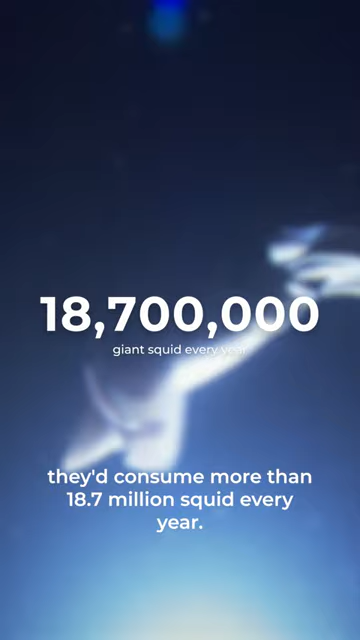 18,700,000
giant squid every year
they'd consume more than
18.7 million squid every
year.